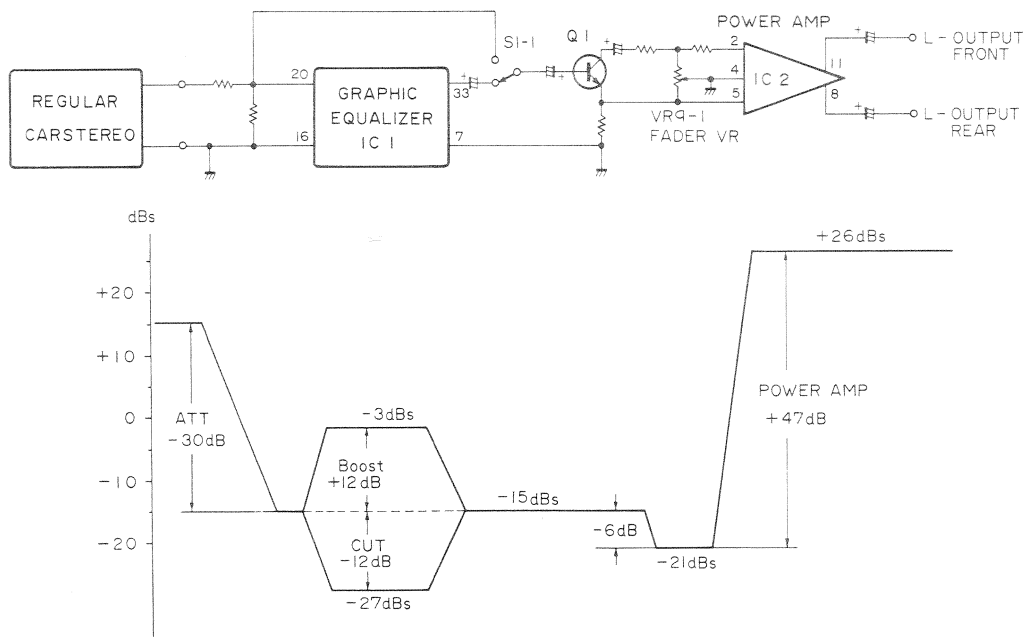 POWER AMP
S1-1
Q1
REGULAR
CARSTEREO
20
16
GRAPHIC
EQUALIZER
IC 1
33
7
+
+
+
2
4
5
IC 2
11
8
VR9-1
FADER VR
+
+
L-OUTPUT
FRONT
L-OUTPUT
REAR
dBs
+20
+10
0
-10
-20
ATT
-30dB
-3dBs
Boost
+12dB
CUT
-12dB
-27dBs
-15dBs
-6dB
-21dBs
+26dBs
POWER AMP
+47dB